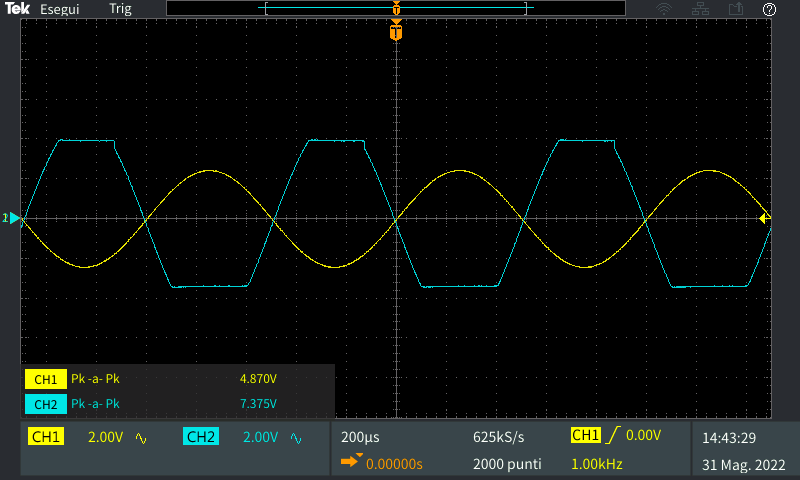 Tek Esegui Trig
T
T
CH1 Pk -a- Pk 4.870V
CH2 Pk -a- Pk 7.375V
CH1 2.00V CH2 2.00V
200µs 625kS/s CH1 0.00V
0.00000s 2000 punti 1.00kHz
14:43:29
31 Mag. 2022